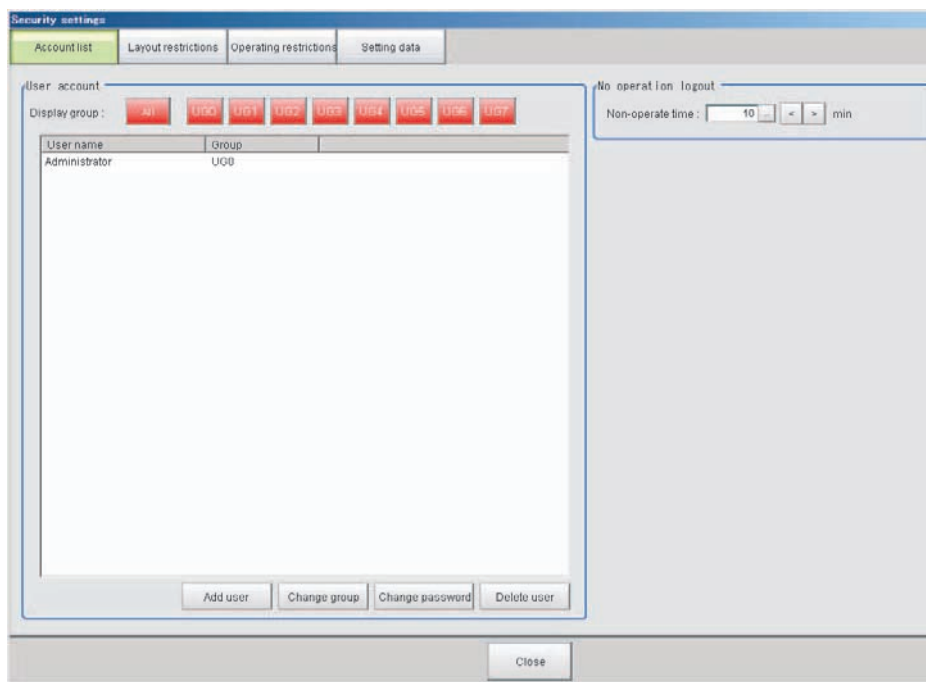 Security settings
Account list Layout restrictions Operating restrictions Setting data
User account
Display group : All UG0 UG1 UG2 UG3 UG4 UG5 UG6 UG7
User name Group
Administrator UG0
Add user Change group Change password Delete user
No operation logout
Non-operate time : 10 ... < > min
Close